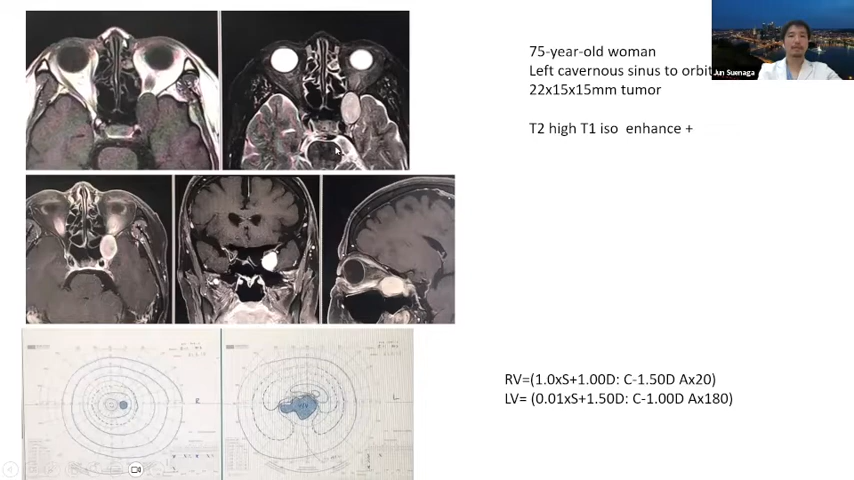 75-year-old woman
Left cavernous sinus to orbit
22x15x15mm tumor
Jun Suenaga
T2 high T1 iso  enhance +
RV=(1.0xS+1.00D: C-1.50D Ax20)
LV= (0.01xS+1.50D: C-1.00D Ax180)